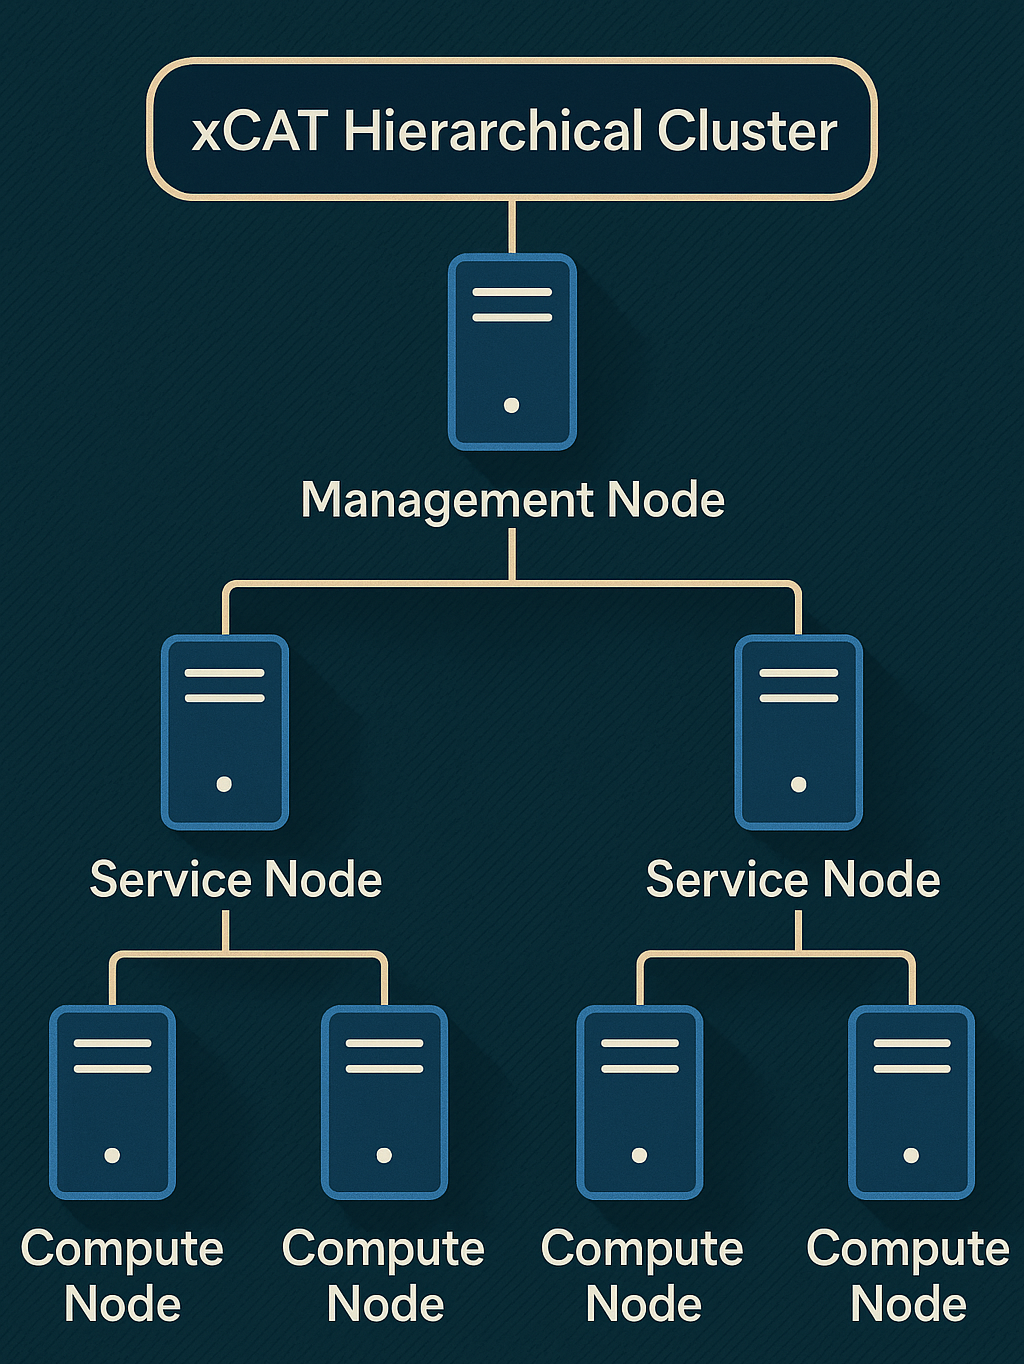 xCAT Hierarchical Cluster
Management Node
Service Node
Service Node
Compute
Node
Compute
Node
Compute
Node
Compute
Node